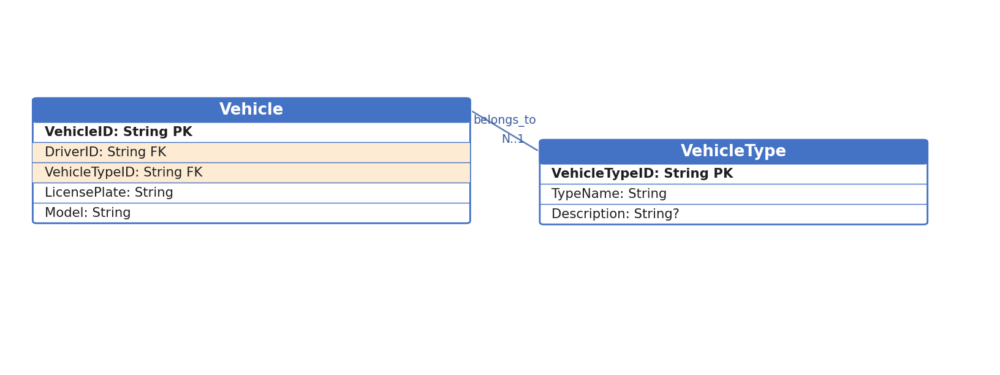 Vehicle
VehicleID: String PK
DriverID: String FK
VehicleTypeID: String FK
LicensePlate: String
Model: String
belongs_to
N..1
VehicleType
VehicleTypeID: String PK
TypeName: String
Description: String?